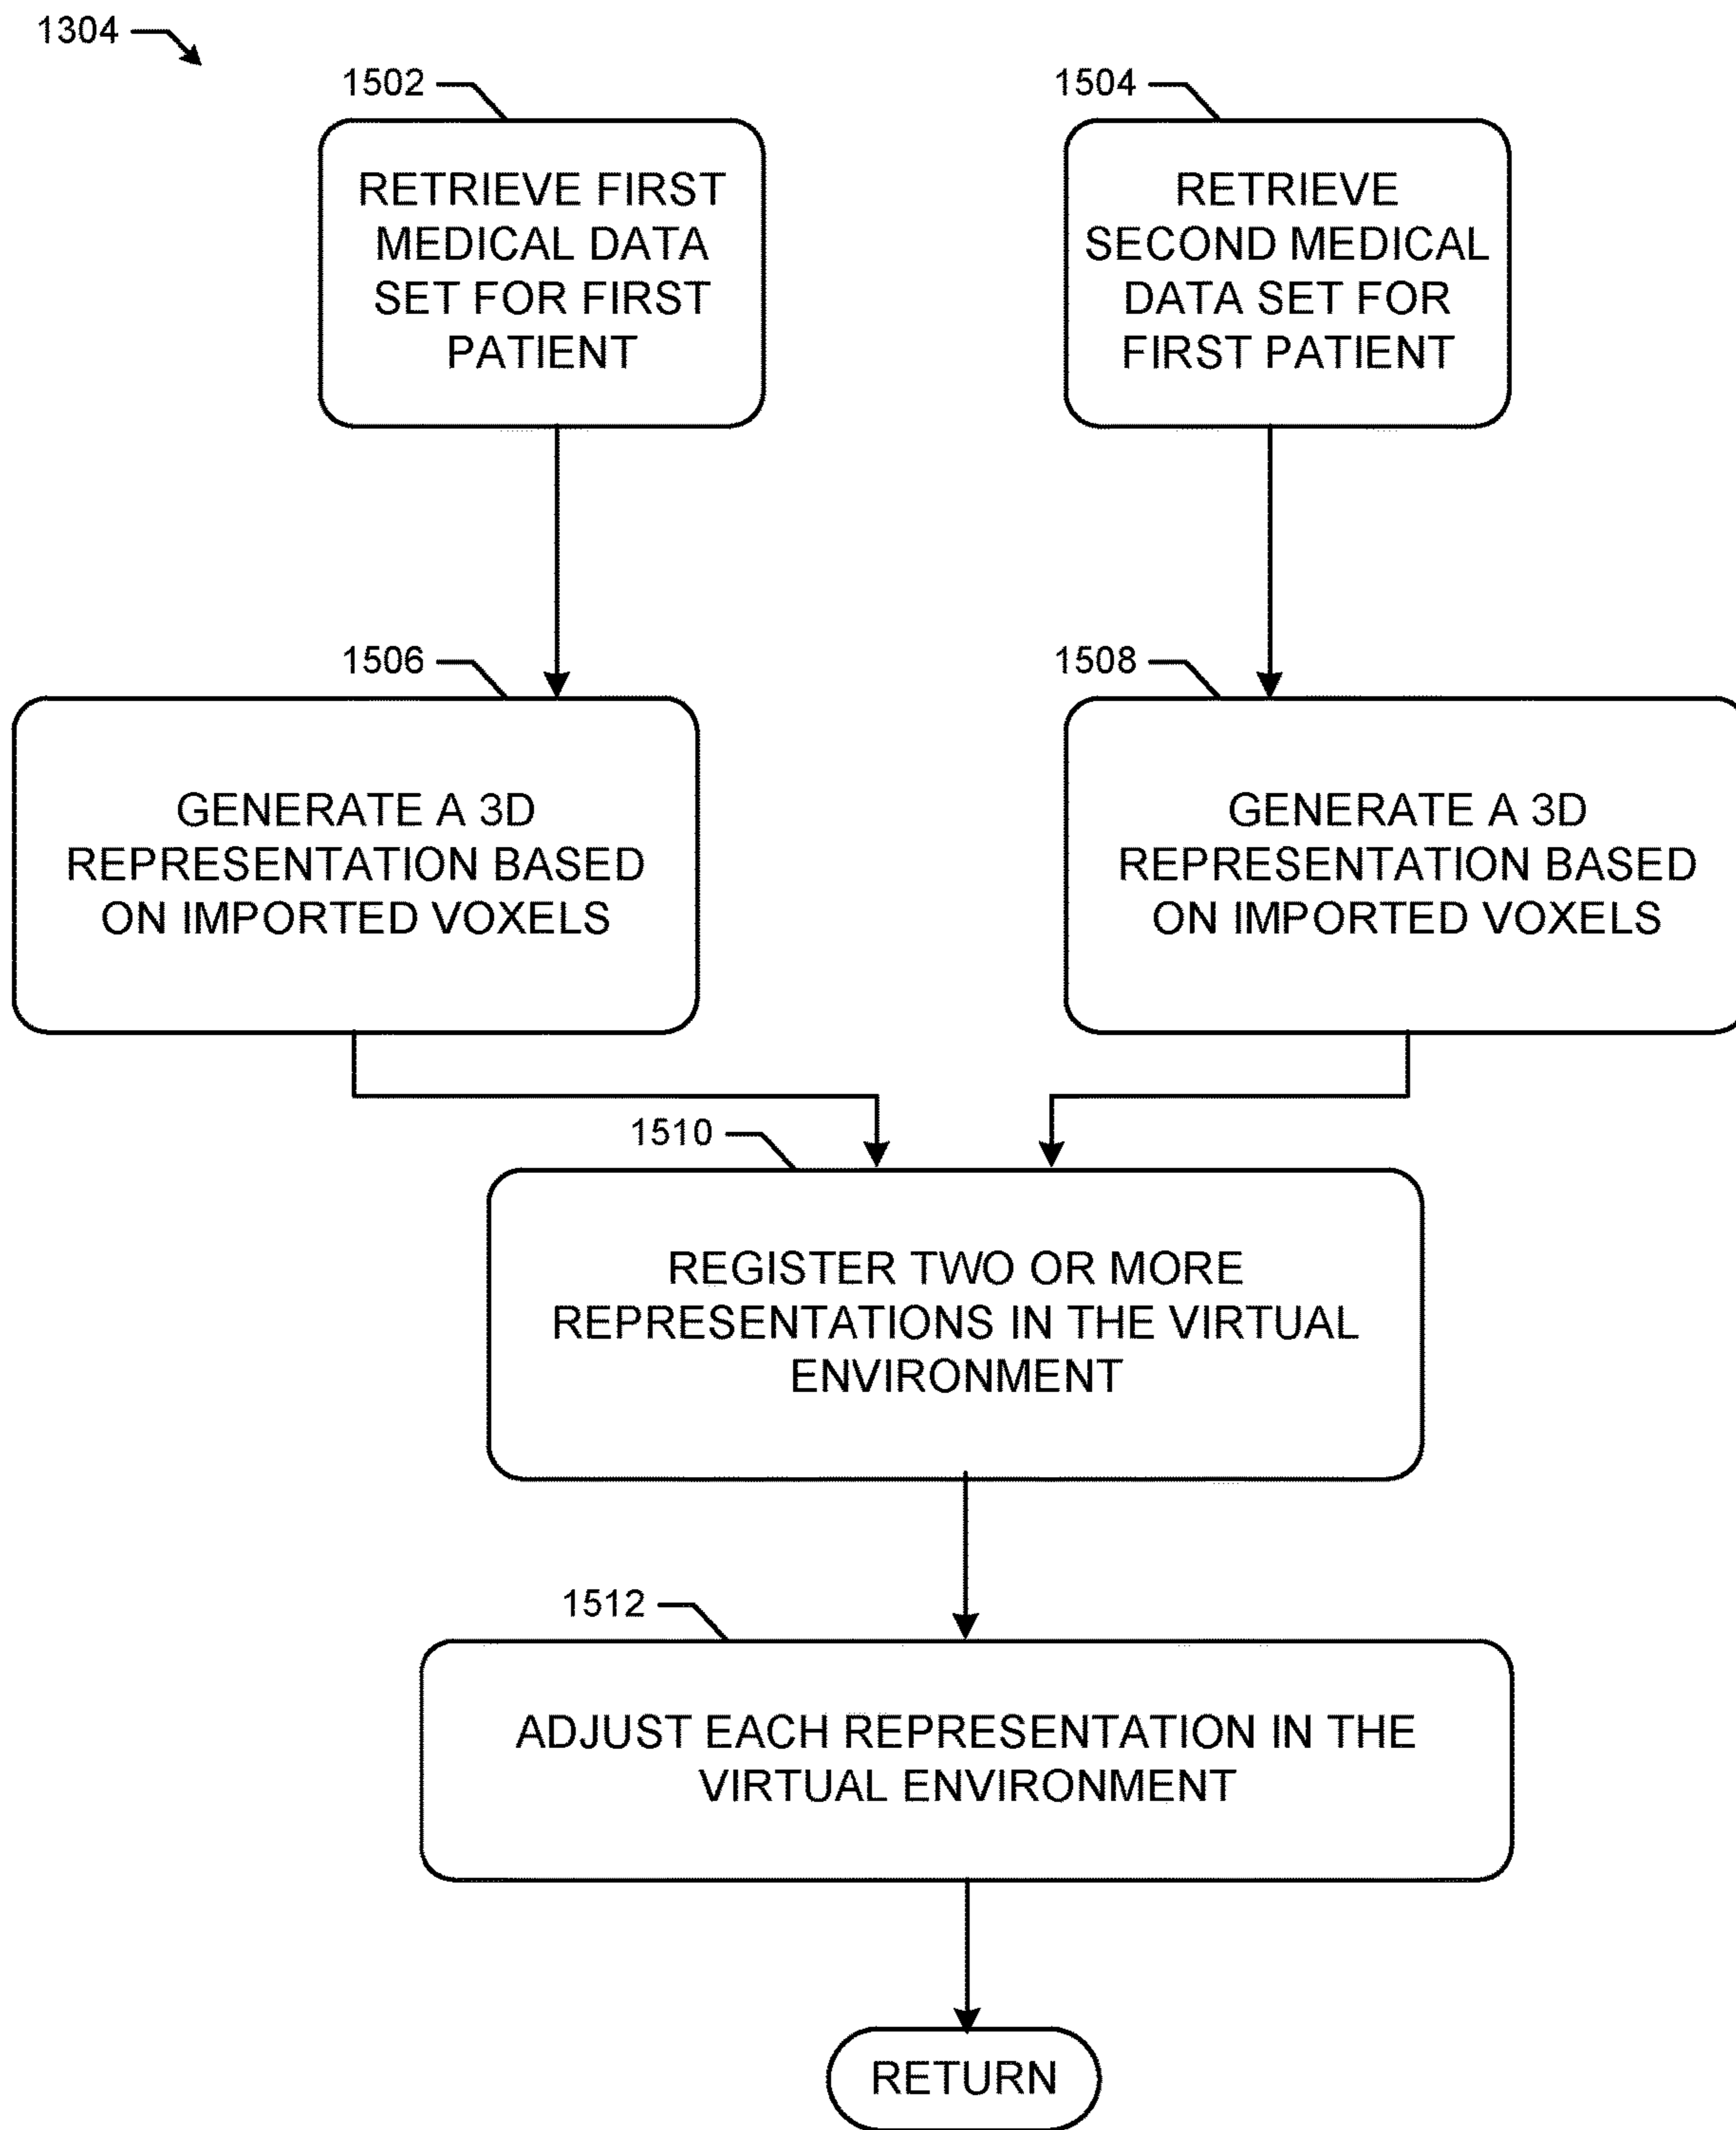 1304
1502
RETRIEVE FIRST
MEDICAL DATA
SET FOR FIRST
PATIENT
1504
RETRIEVE
SECOND MEDICAL
DATA SET FOR
FIRST PATIENT
1506
GENERATE A 3D
REPRESENTATION BASED
ON IMPORTED VOXELS
1508
GENERATE A 3D
REPRESENTATION BASED
ON IMPORTED VOXELS
1510
REGISTER TWO OR MORE
REPRESENTATIONS IN THE VIRTUAL
ENVIRONMENT
1512
ADJUST EACH REPRESENTATION IN THE
VIRTUAL ENVIRONMENT
RETURN